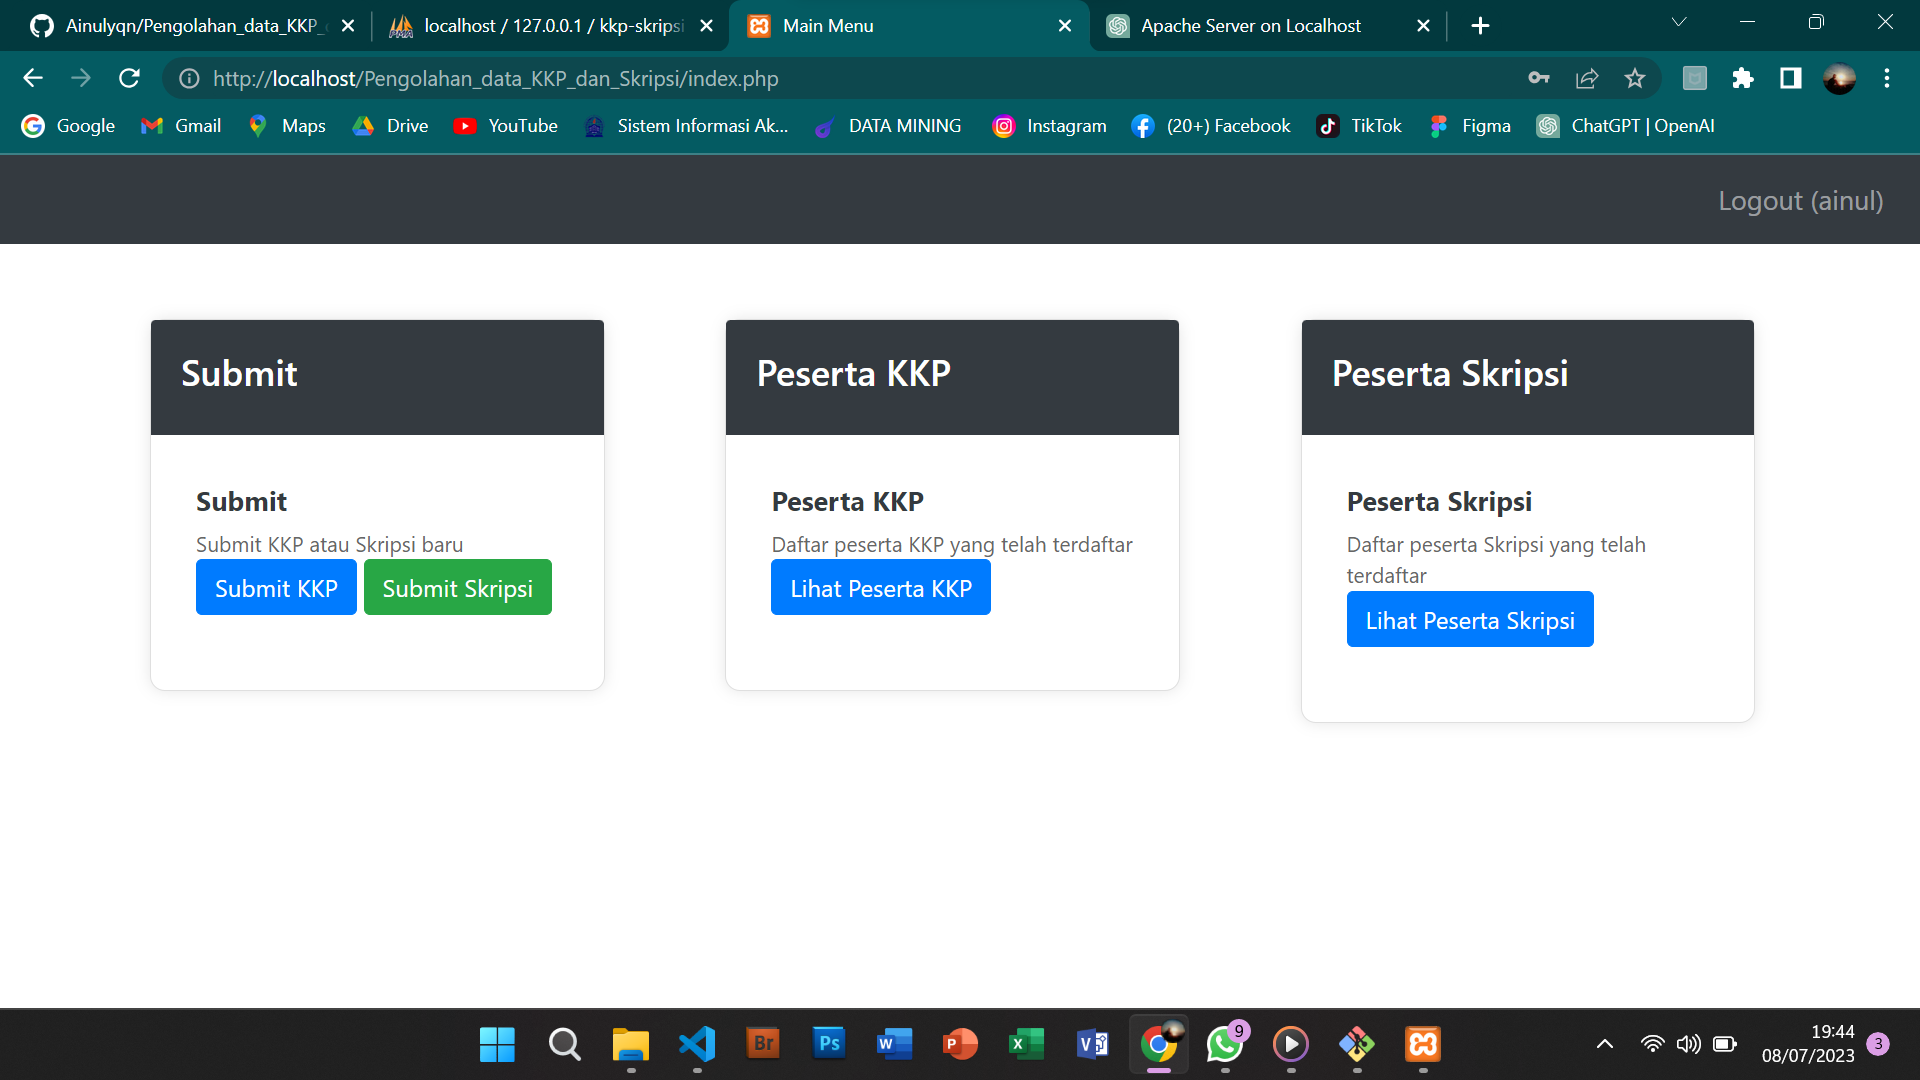 Ainulyqn/Pengolahan_data_KKP_
localhost / 127.0.0.1 / kkp-skripsi
Main Menu
Apache Server on Localhost
http://localhost/Pengolahan_data_KKP_dan_Skripsi/index.php
Google
Gmail
Maps
Drive
YouTube
Sistem Informasi Ak...
DATA MINING
Instagram
(20+) Facebook
TikTok
Figma
ChatGPT | OpenAI
Logout (ainul)
Submit
Submit
Submit KKP atau Skripsi baru
Submit KKP
Submit Skripsi
Peserta KKP
Peserta KKP
Daftar peserta KKP yang telah terdaftar
Lihat Peserta KKP
Peserta Skripsi
Peserta Skripsi
Daftar peserta Skripsi yang telah
terdaftar
Lihat Peserta Skripsi
Br
Ps
W
P
X
V
9
19:44
08/07/2023
3